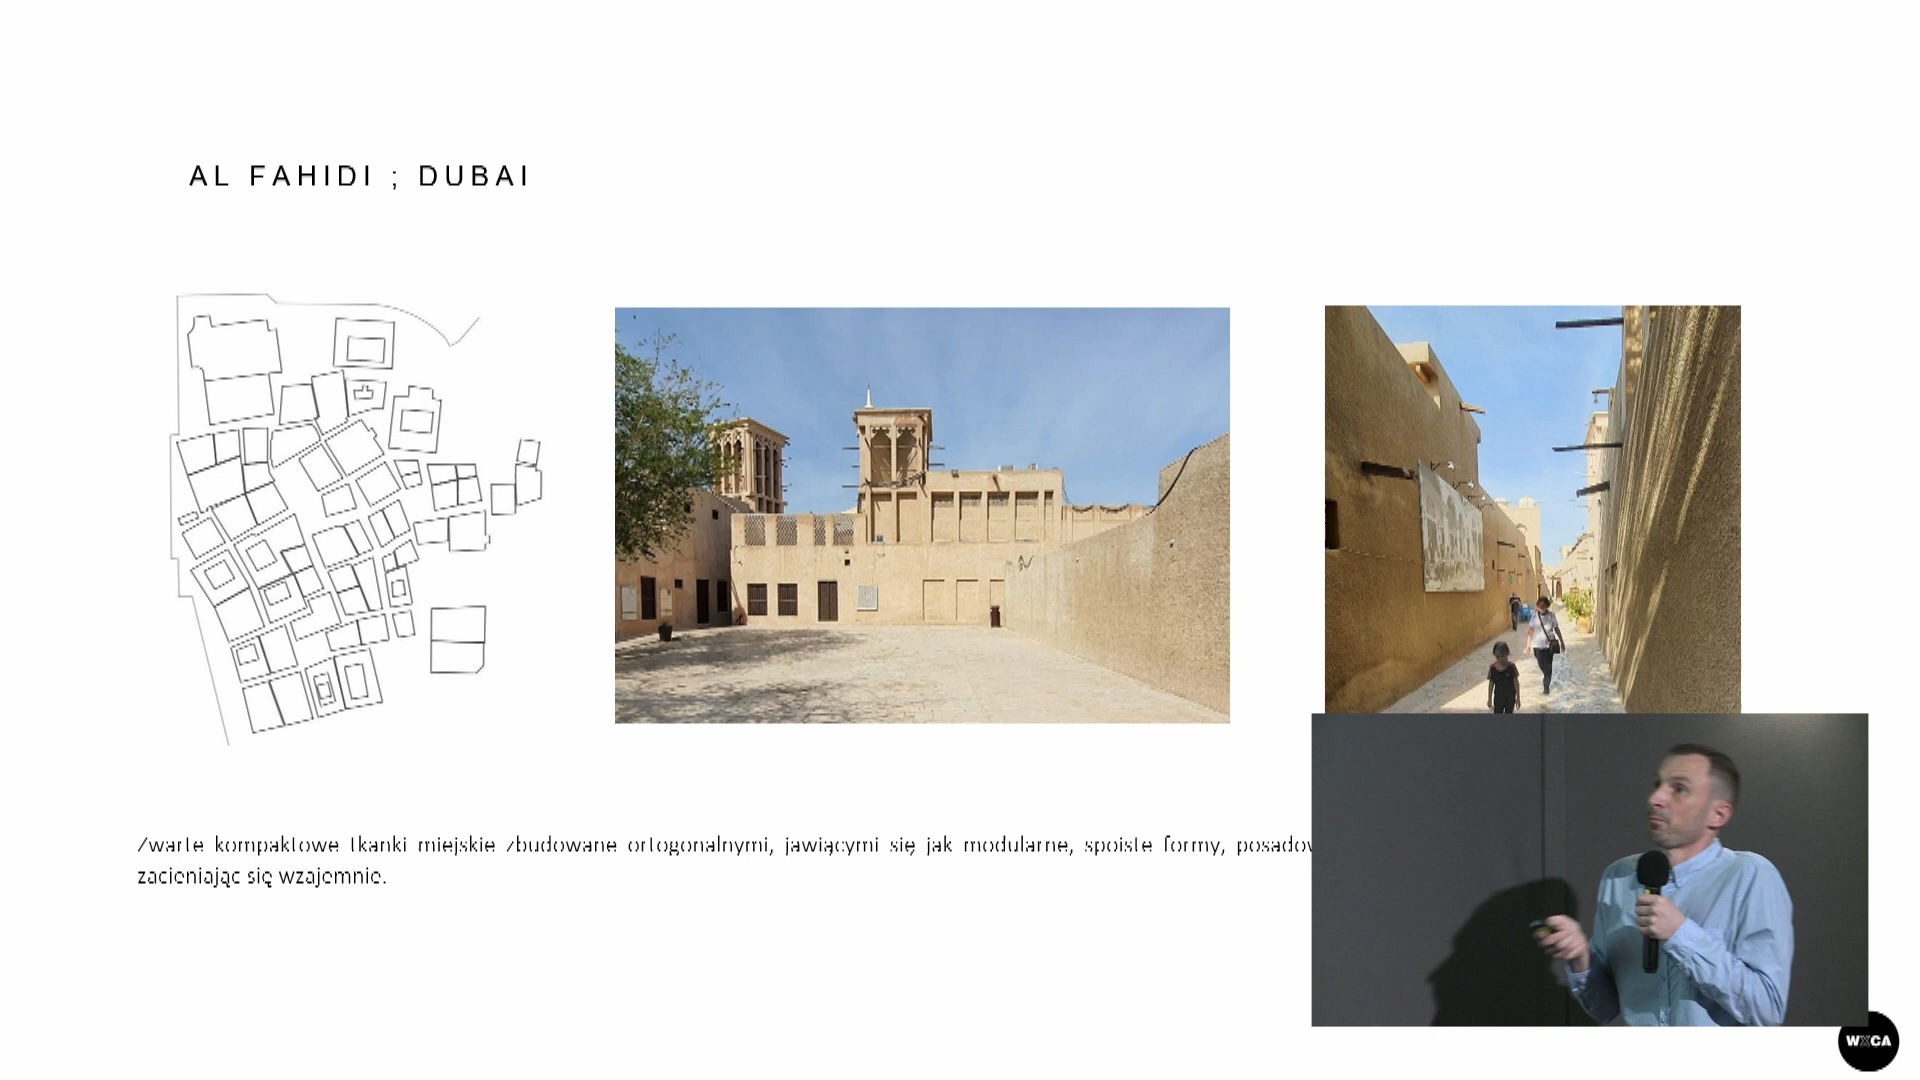 AL FAHIDI ; DUBAI
Zwarte kompaktowe tkanki miejskie zbudowane ortogonalnymi, jawiącymi się jak modularne, spoiste formy,
zacieniając się wzajemnie.
WXCA